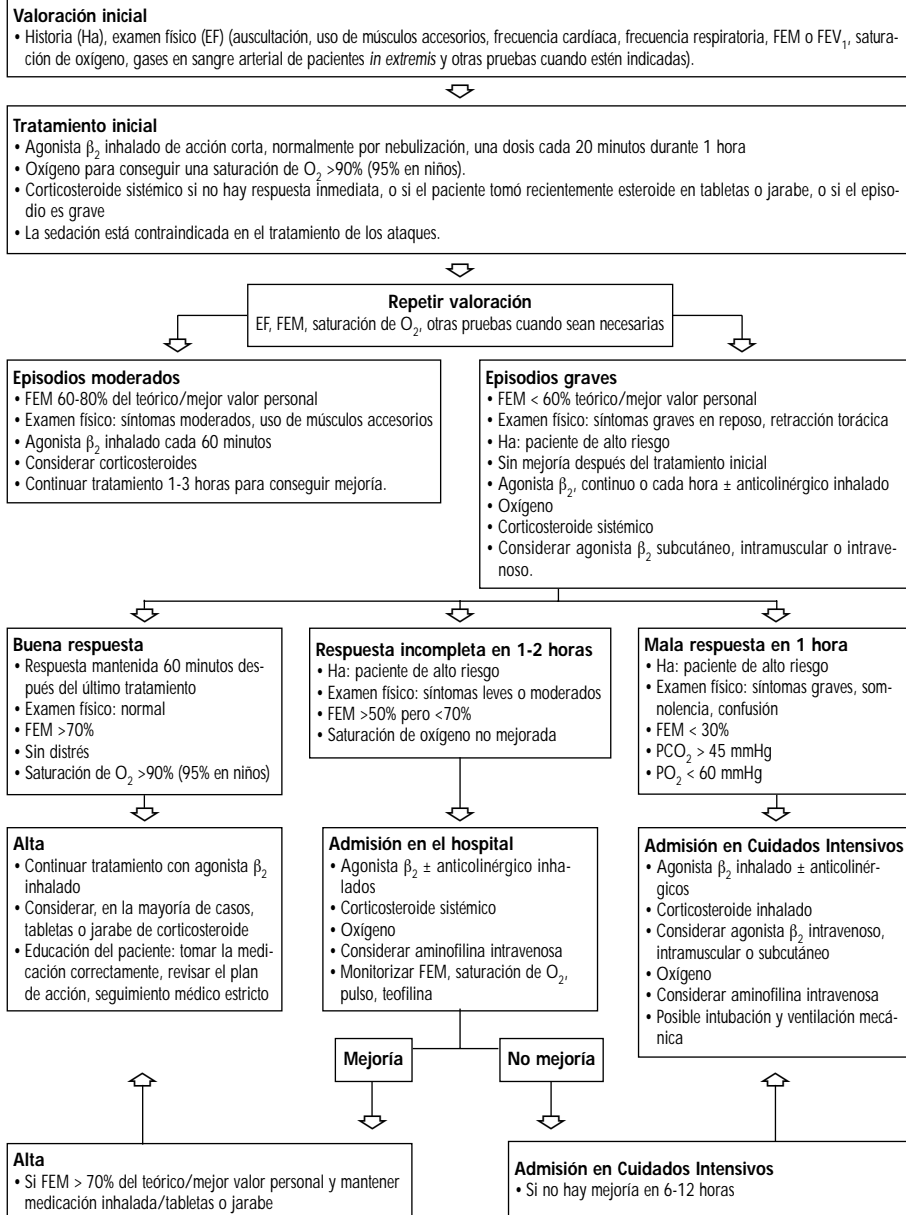 Valoración inicial
• Historia (Ha), examen físico (EF) (auscultación, uso de músculos accesorios, frecuencia cardíaca, frecuencia respiratoria, FEM o FEV1, satura-
ción de oxígeno, gases en sangre arterial de pacientes in extremis y otras pruebas cuando estén indicadas).
Tratamiento inicial
• Agonista β2 inhalado de acción corta, normalmente por nebulización, una dosis cada 20 minutos durante 1 hora
• Oxígeno para conseguir una saturación de O2 >90% (95% en niños).
• Corticosteroide sistémico si no hay respuesta inmediata, o si el paciente tomó recientemente esteroide en tabletas o jarabe, o si el episo-
dio es grave
• La sedación está contraindicada en el tratamiento de los ataques.
Repetir valoración
EF, FEM, saturación de O2, otras pruebas cuando sean necesarias
Episodios moderados
• FEM 60-80% del teórico/mejor valor personal
• Examen físico: síntomas moderados, uso de músculos accesorios
• Agonista β2 inhalado cada 60 minutos
• Considerar corticosteroides
• Continuar tratamiento 1-3 horas para conseguir mejoría.
Episodios graves
• FEM < 60% teórico/mejor valor personal
• Examen físico: síntomas graves en reposo, retracción torácica
• Ha: paciente de alto riesgo
• Sin mejoría después del tratamiento inicial
• Agonista β2, continuo o cada hora ± anticolinérgico inhalado
• Oxígeno
• Corticosteroide sistémico
• Considerar agonista β2 subcutáneo, intramuscular o intrave-
noso.
Buena respuesta
• Respuesta mantenida 60 minutos des-
pués del último tratamiento
• Examen físico: normal
• FEM >70%
• Sin distrés
• Saturación de O2 >90% (95% en niños)
Respuesta incompleta en 1-2 horas
• Ha: paciente de alto riesgo
• Examen físico: síntomas leves o moderados
• FEM >50% pero <70%
• Saturación de oxígeno no mejorada
Mala respuesta en 1 hora
• Ha: paciente de alto riesgo
• Examen físico: síntomas graves, som-
nolencia, confusión
• FEM < 30%
• PCO2 > 45 mmHg
• PO2 < 60 mmHg
Alta
• Continuar tratamiento con agonista β2
inhalado
• Considerar, en la mayoría de casos,
tabletas o jarabe de corticosteroide
• Educación del paciente: tomar la medi-
cación correctamente, revisar el plan
de acción, seguimiento médico estricto
Admisión en el hospital
• Agonista β2 ± anticolinérgico inha-
lados
• Corticosteroide sistémico
• Oxígeno
• Considerar aminofilina intravenosa
• Monitorizar FEM, saturación de O2,
pulso, teofilina
Admisión en Cuidados Intensivos
• Agonista β2 inhalado ± anticolinér-
gicos
• Corticosteroide inhalado
• Considerar agonista β2 intravenoso,
intramuscular o subcutáneo
• Oxígeno
• Considerar aminofilina intravenosa
• Posible intubación y ventilación mecá-
nica
Mejoría
No mejoría
Alta
• Si FEM > 70% del teórico/mejor valor personal y mantener
medicación inhalada/tabletas o jarabe
Admisión en Cuidados Intensivos
• Si no hay mejoría en 6-12 horas